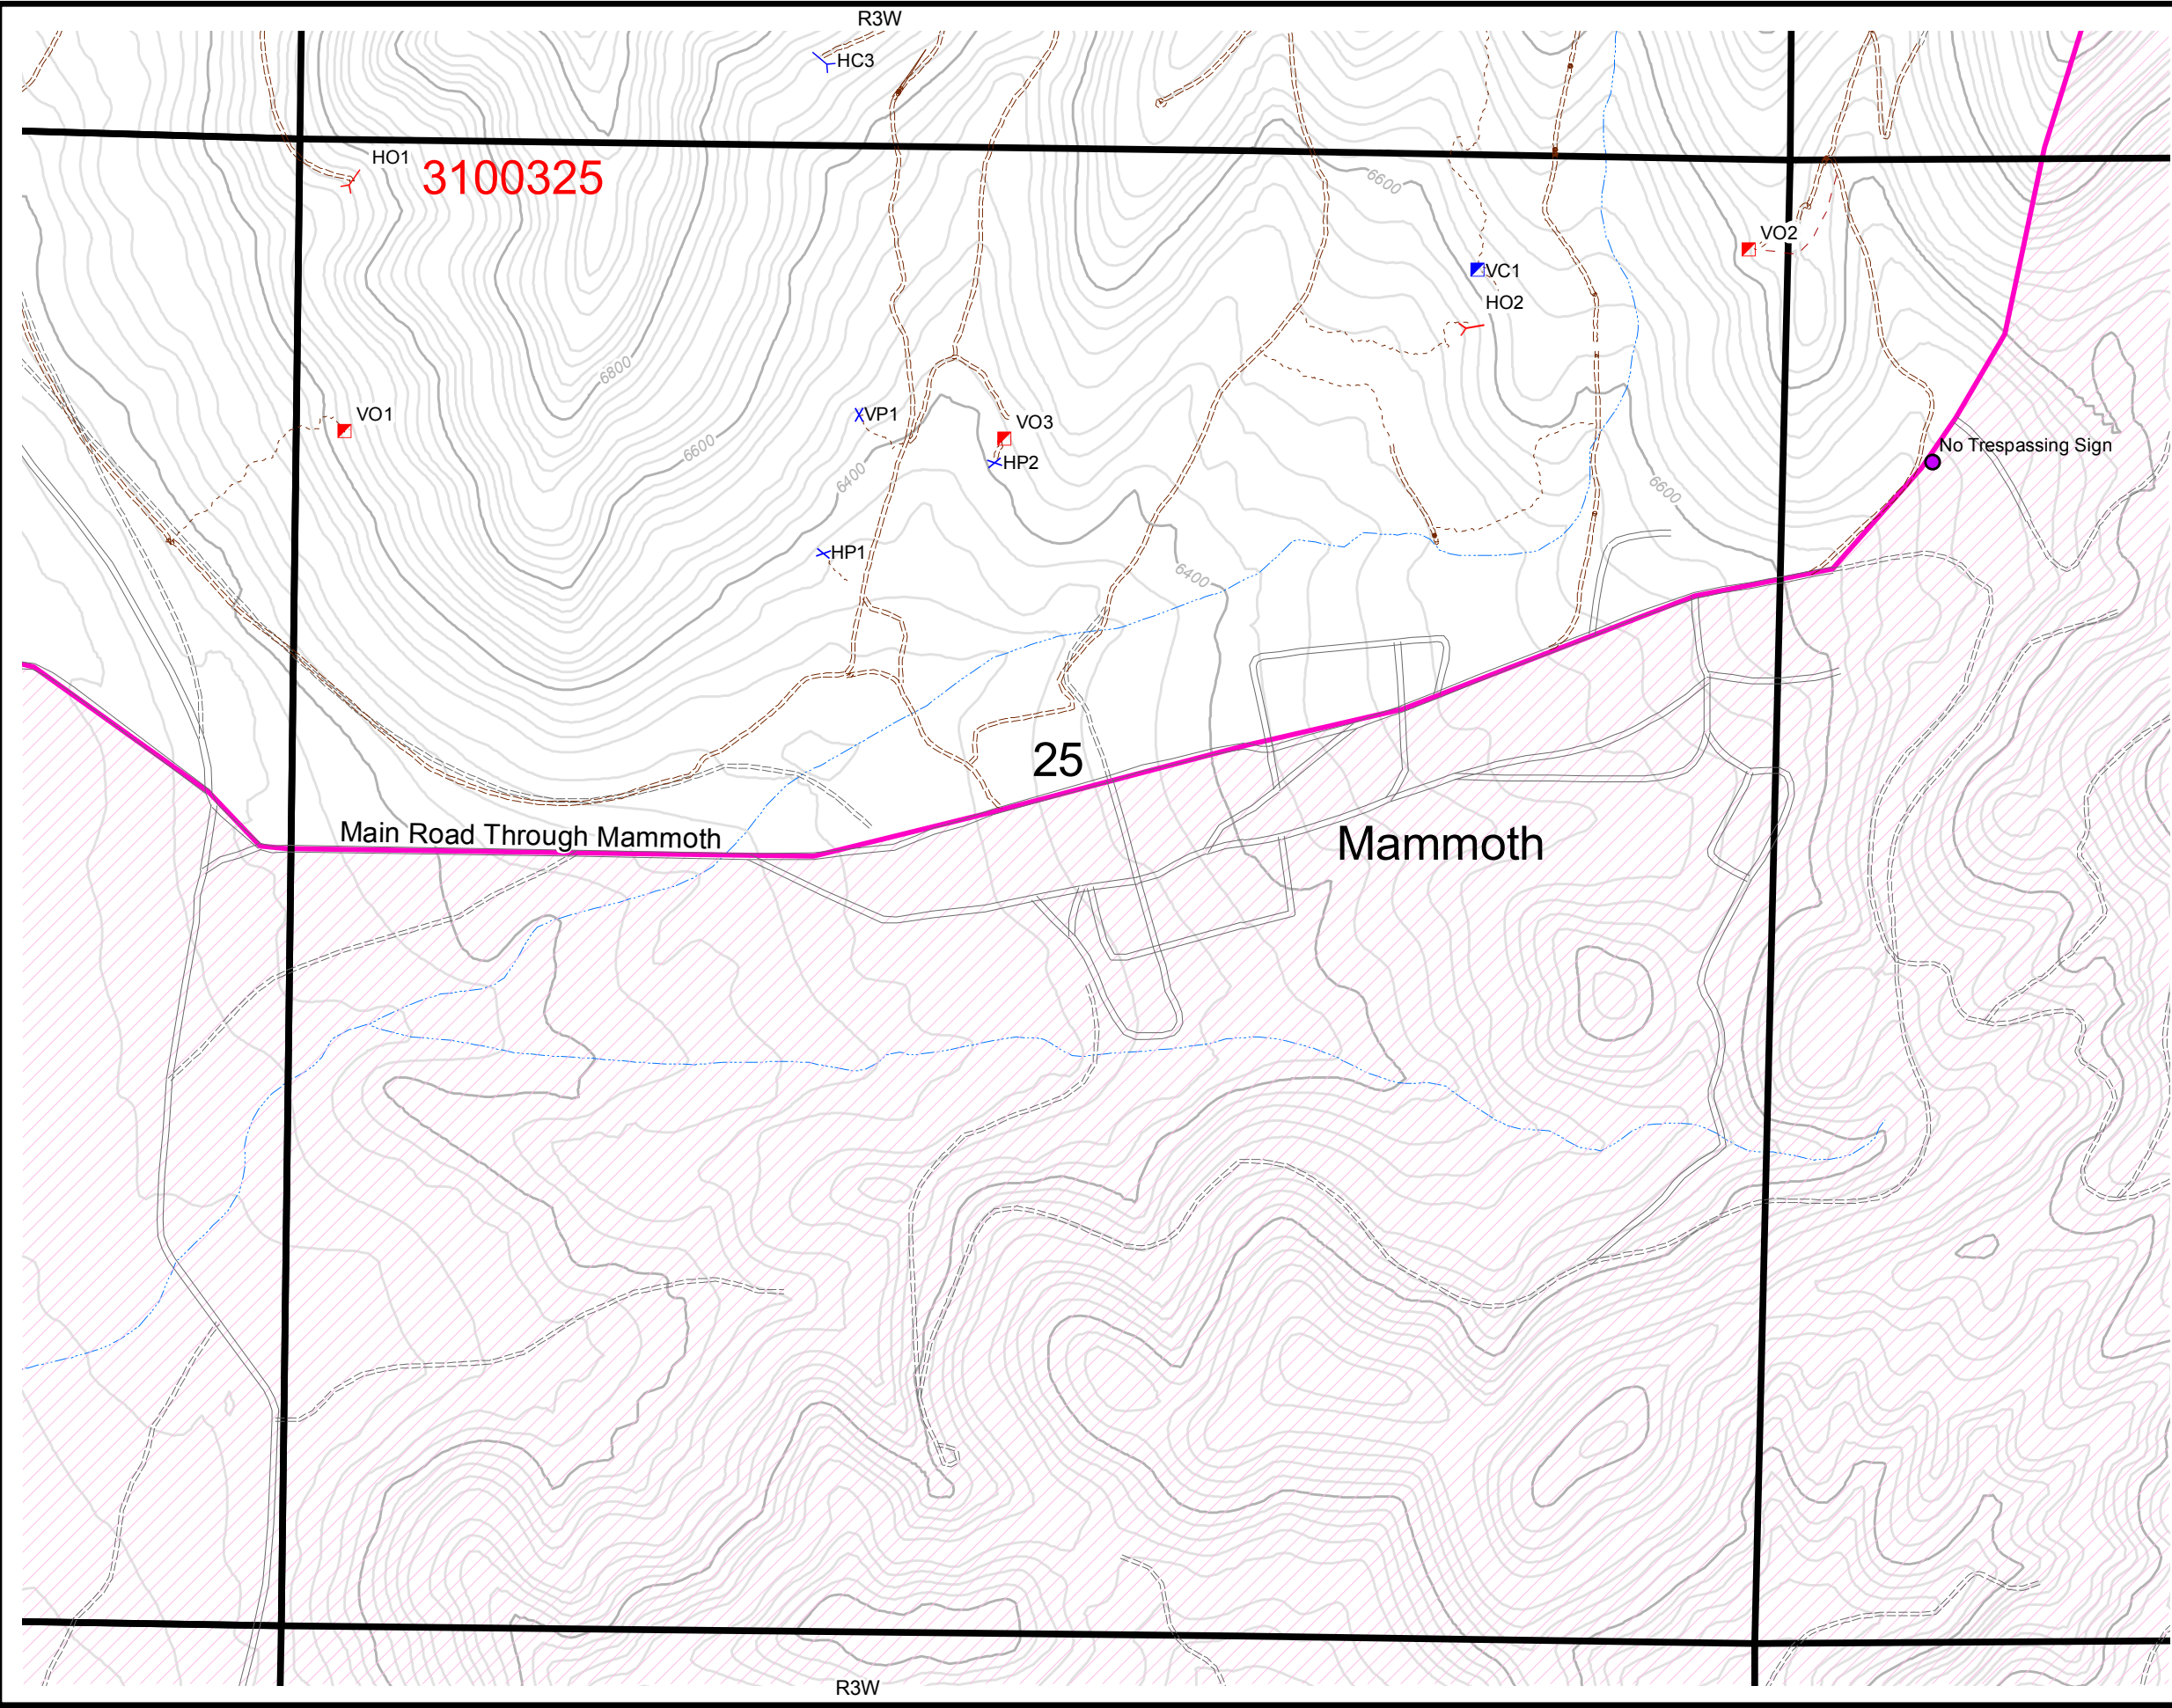 R3W
HC3
HO1
3100325
6600
VO2
VC1
HO2
6800
VO1
VP1
VO3
No Trespassing Sign
6600
HP2
6400
6600
HP1
6400
25
Main Road Through Mammoth
Mammoth
R3W